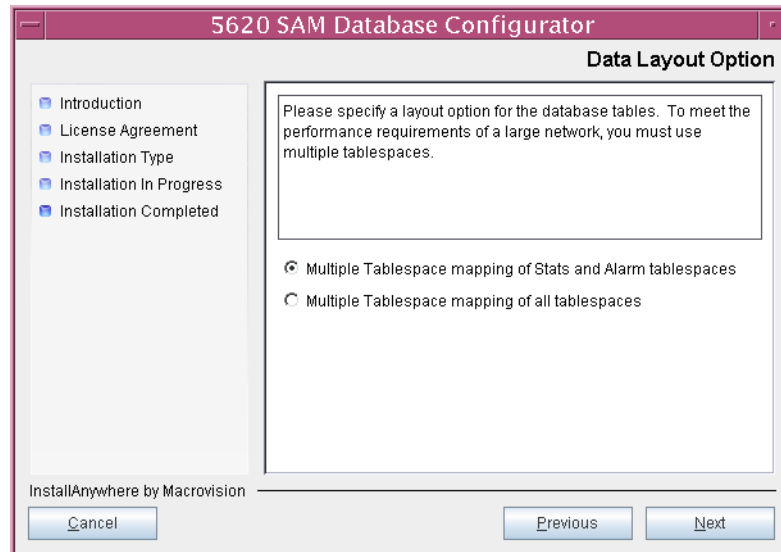 5620 SAM Database Configurator
Data Layout Option
Introduction
License Agreement
Installation Type
Installation In Progress
Installation Completed
Please specify a layout option for the database tables. To meet the
performance requirements of a large network, you must use
multiple tablespaces.
Multiple Tablespace mapping of Stats and Alarm tablespaces
Multiple Tablespace mapping of all tablespaces
InstallAnywhere by Macrovision
Cancel
Previous
Next